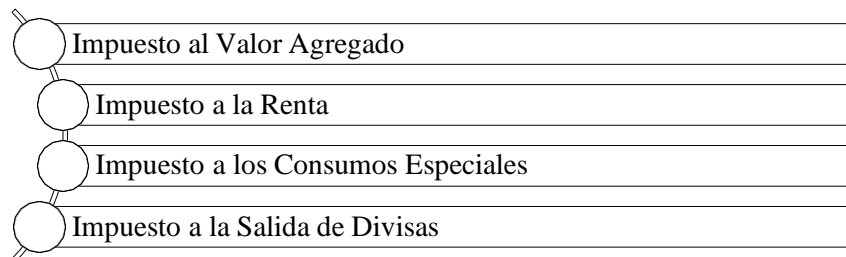 Impuesto al Valor Agregado
Impuesto a la Renta
Impuesto a los Consumos Especiales
Impuesto a la Salida de Divisas